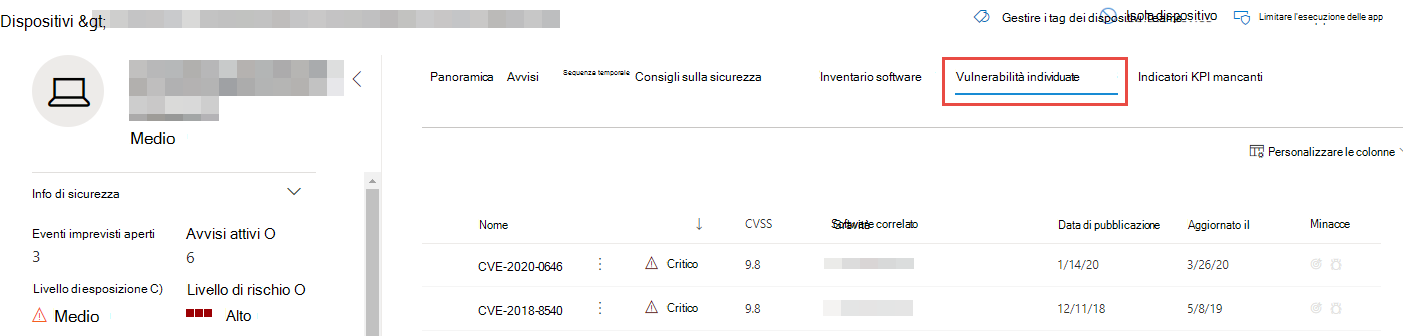 Dispositivi &gt;
Gestire i tag dei dispositivi
Isola dispositivo
Limitare l'esecuzione delle app
Medio
Panoramica Avvisi Sequenza temporale Consigli sulla sicurezza Inventario software Vulnerabilità individuate Indicatori KPI mancanti
Personalizzare le colonne
Info di sicurezza
Eventi imprevisti aperti
3
Avvisi attivi O
6
Livello di esposizione C)
Medio
Livello di rischio O
Alto
Nome ↓ CVSS Software correlato Data di pubblicazione Aggiornato il Minacce
CVE-2020-0646 Critico 9.8 1/14/20 3/26/20
CVE-2018-8540 Critico 9.8 12/11/18 5/8/19